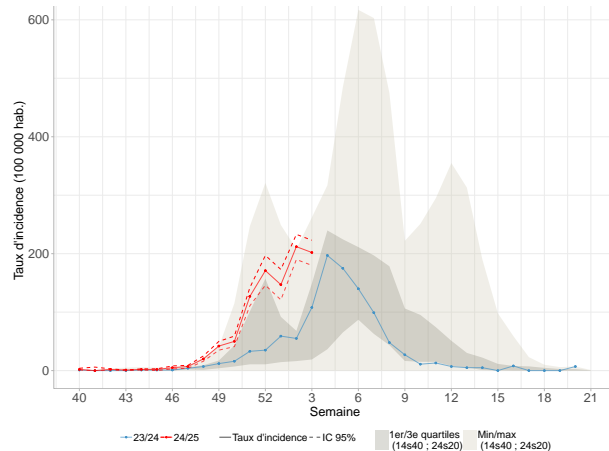 600
400
200
0
Taux d'incidence (100 000 hab.)
40 43 46 49 52 3 6 9 12 15 18 21
Semaine
23/24 24/25 Taux d'incidence IC 95% 1er/3e quartiles (14s40 ; 24s20) Min/max (14s40 ; 24s20)